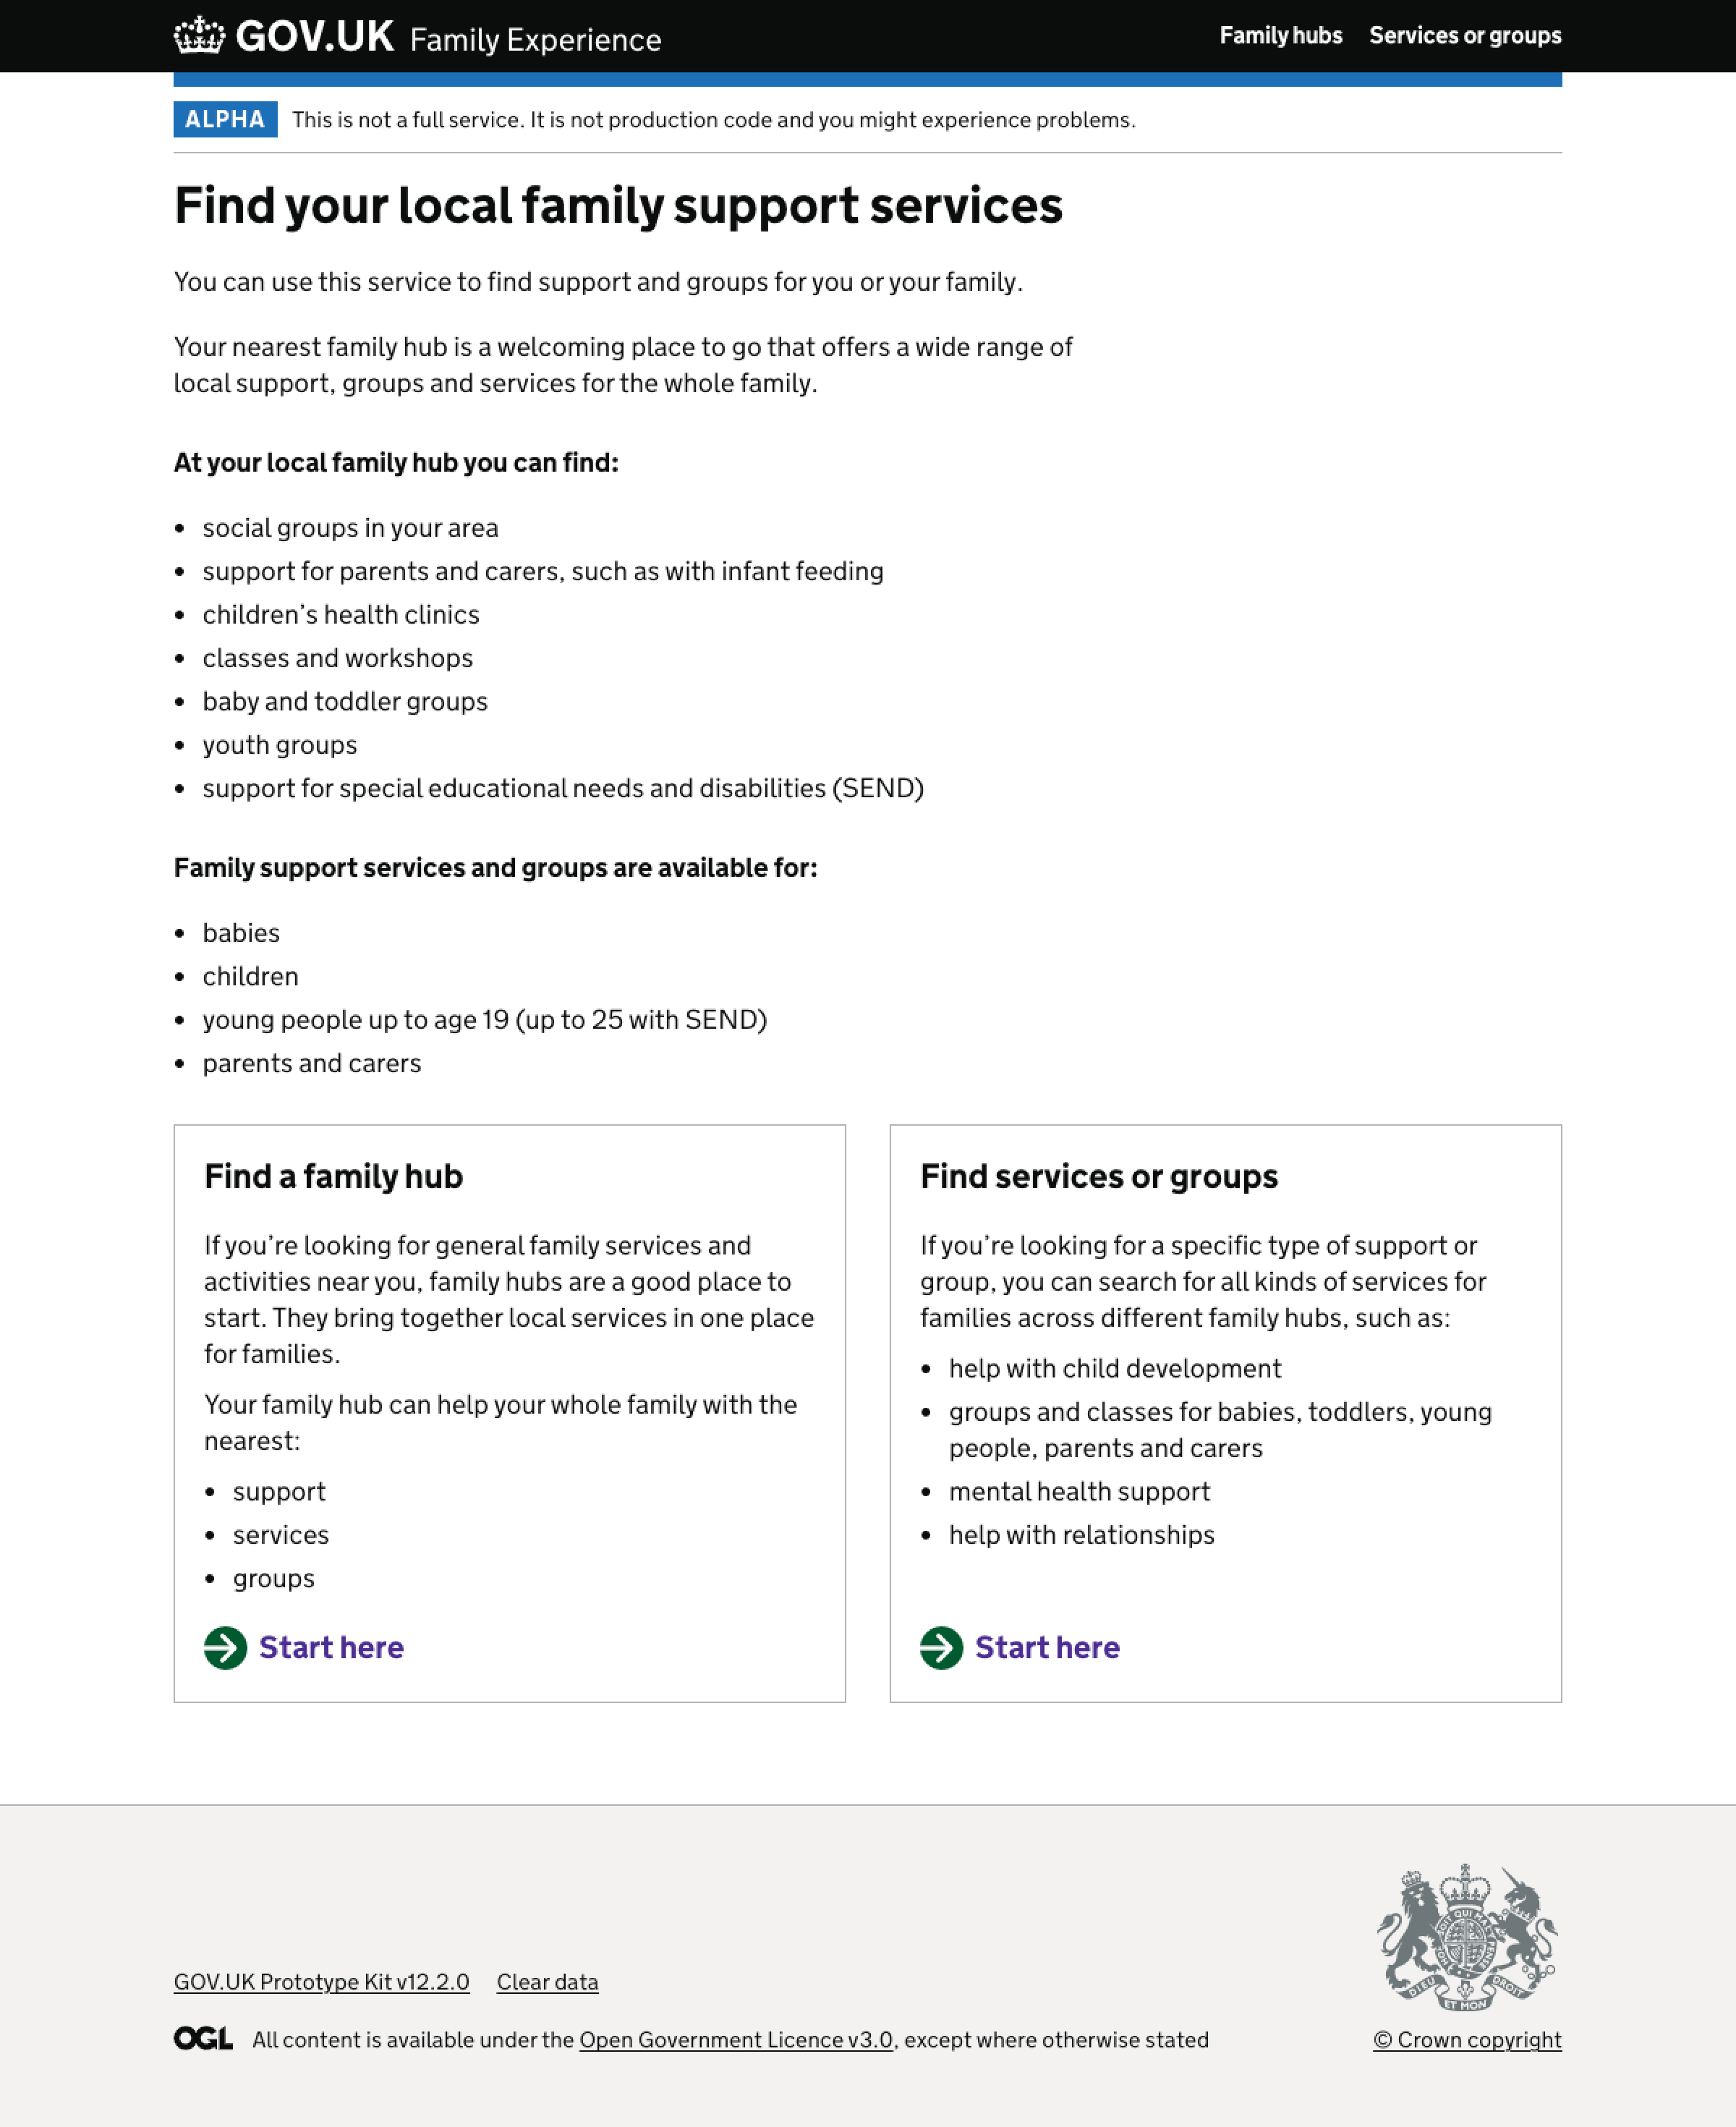 GOV.UK Family Experience
Family hubs Services or groups
ALPHA This is not a full service. It is not production code and you might experience problems.
Find your local family support services
You can use this service to find support and groups for you or your family.
Your nearest family hub is a welcoming place to go that offers a wide range of
local support, groups and services for the whole family.
At your local family hub you can find:
• social groups in your area
• support for parents and carers, such as with infant feeding
• children’s health clinics
• classes and workshops
• baby and toddler groups
• youth groups
• support for special educational needs and disabilities (SEND)
Family support services and groups are available for:
• babies
• children
• young people up to age 19 (up to 25 with SEND)
• parents and carers
Find a family hub
If you’re looking for general family services and
activities near you, family hubs are a good place to
start. They bring together local services in one place
for families.
Your family hub can help your whole family with the
nearest:
• support
• services
• groups
Start here
Find services or groups
If you’re looking for a specific type of support or
group, you can search for all kinds of services for
families across different family hubs, such as:
• help with child development
• groups and classes for babies, toddlers, young
people, parents and carers
• mental health support
• help with relationships
Start here
GOV.UK Prototype Kit v12.2.0 Clear data
OGL All content is available under the Open Government Licence v3.0, except where otherwise stated
DIEU ET MON DROIT
© Crown copyright